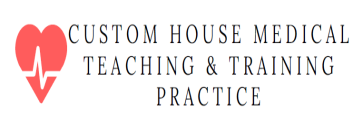 CUSTOM HOUSE MEDICAL
TEACHING & TRAINING
PRACTICE